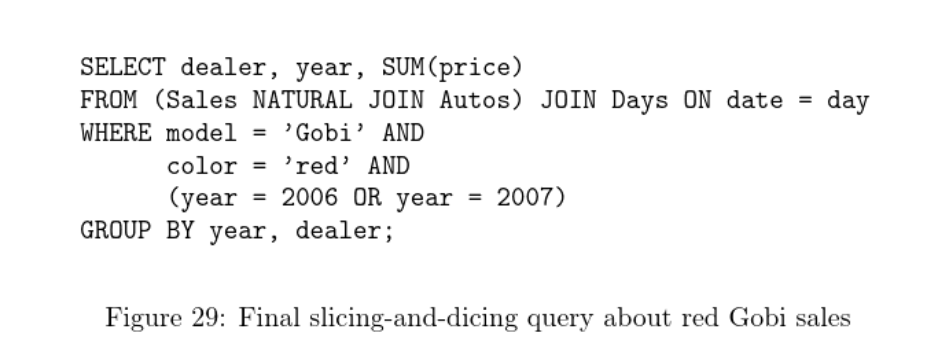 SELECT dealer, year, SUM(price)
FROM (Sales NATURAL JOIN Autos) JOIN Days ON date = day
WHERE model = ’Gobi’ AND
      color = ’red’ AND
      (year = 2006 OR year = 2007)
GROUP BY year, dealer;
Figure 29: Final slicing-and-dicing query about red Gobi sales